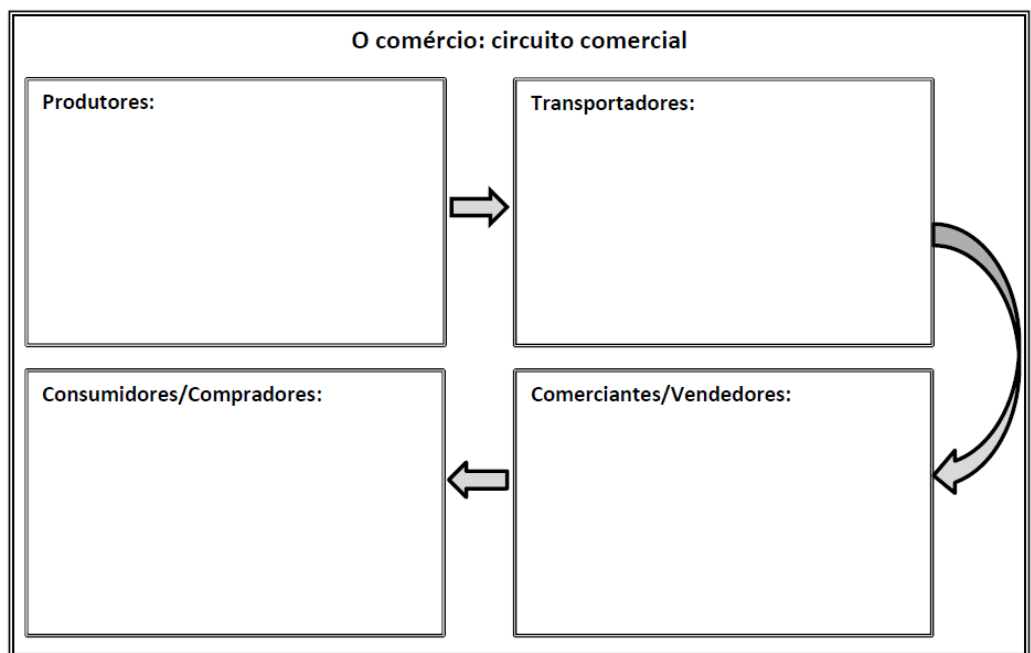 O comércio: circuito comercial
Produtores:
Transportadores:
Consumidores/Compradores:
Comerciantes/Vendedores: